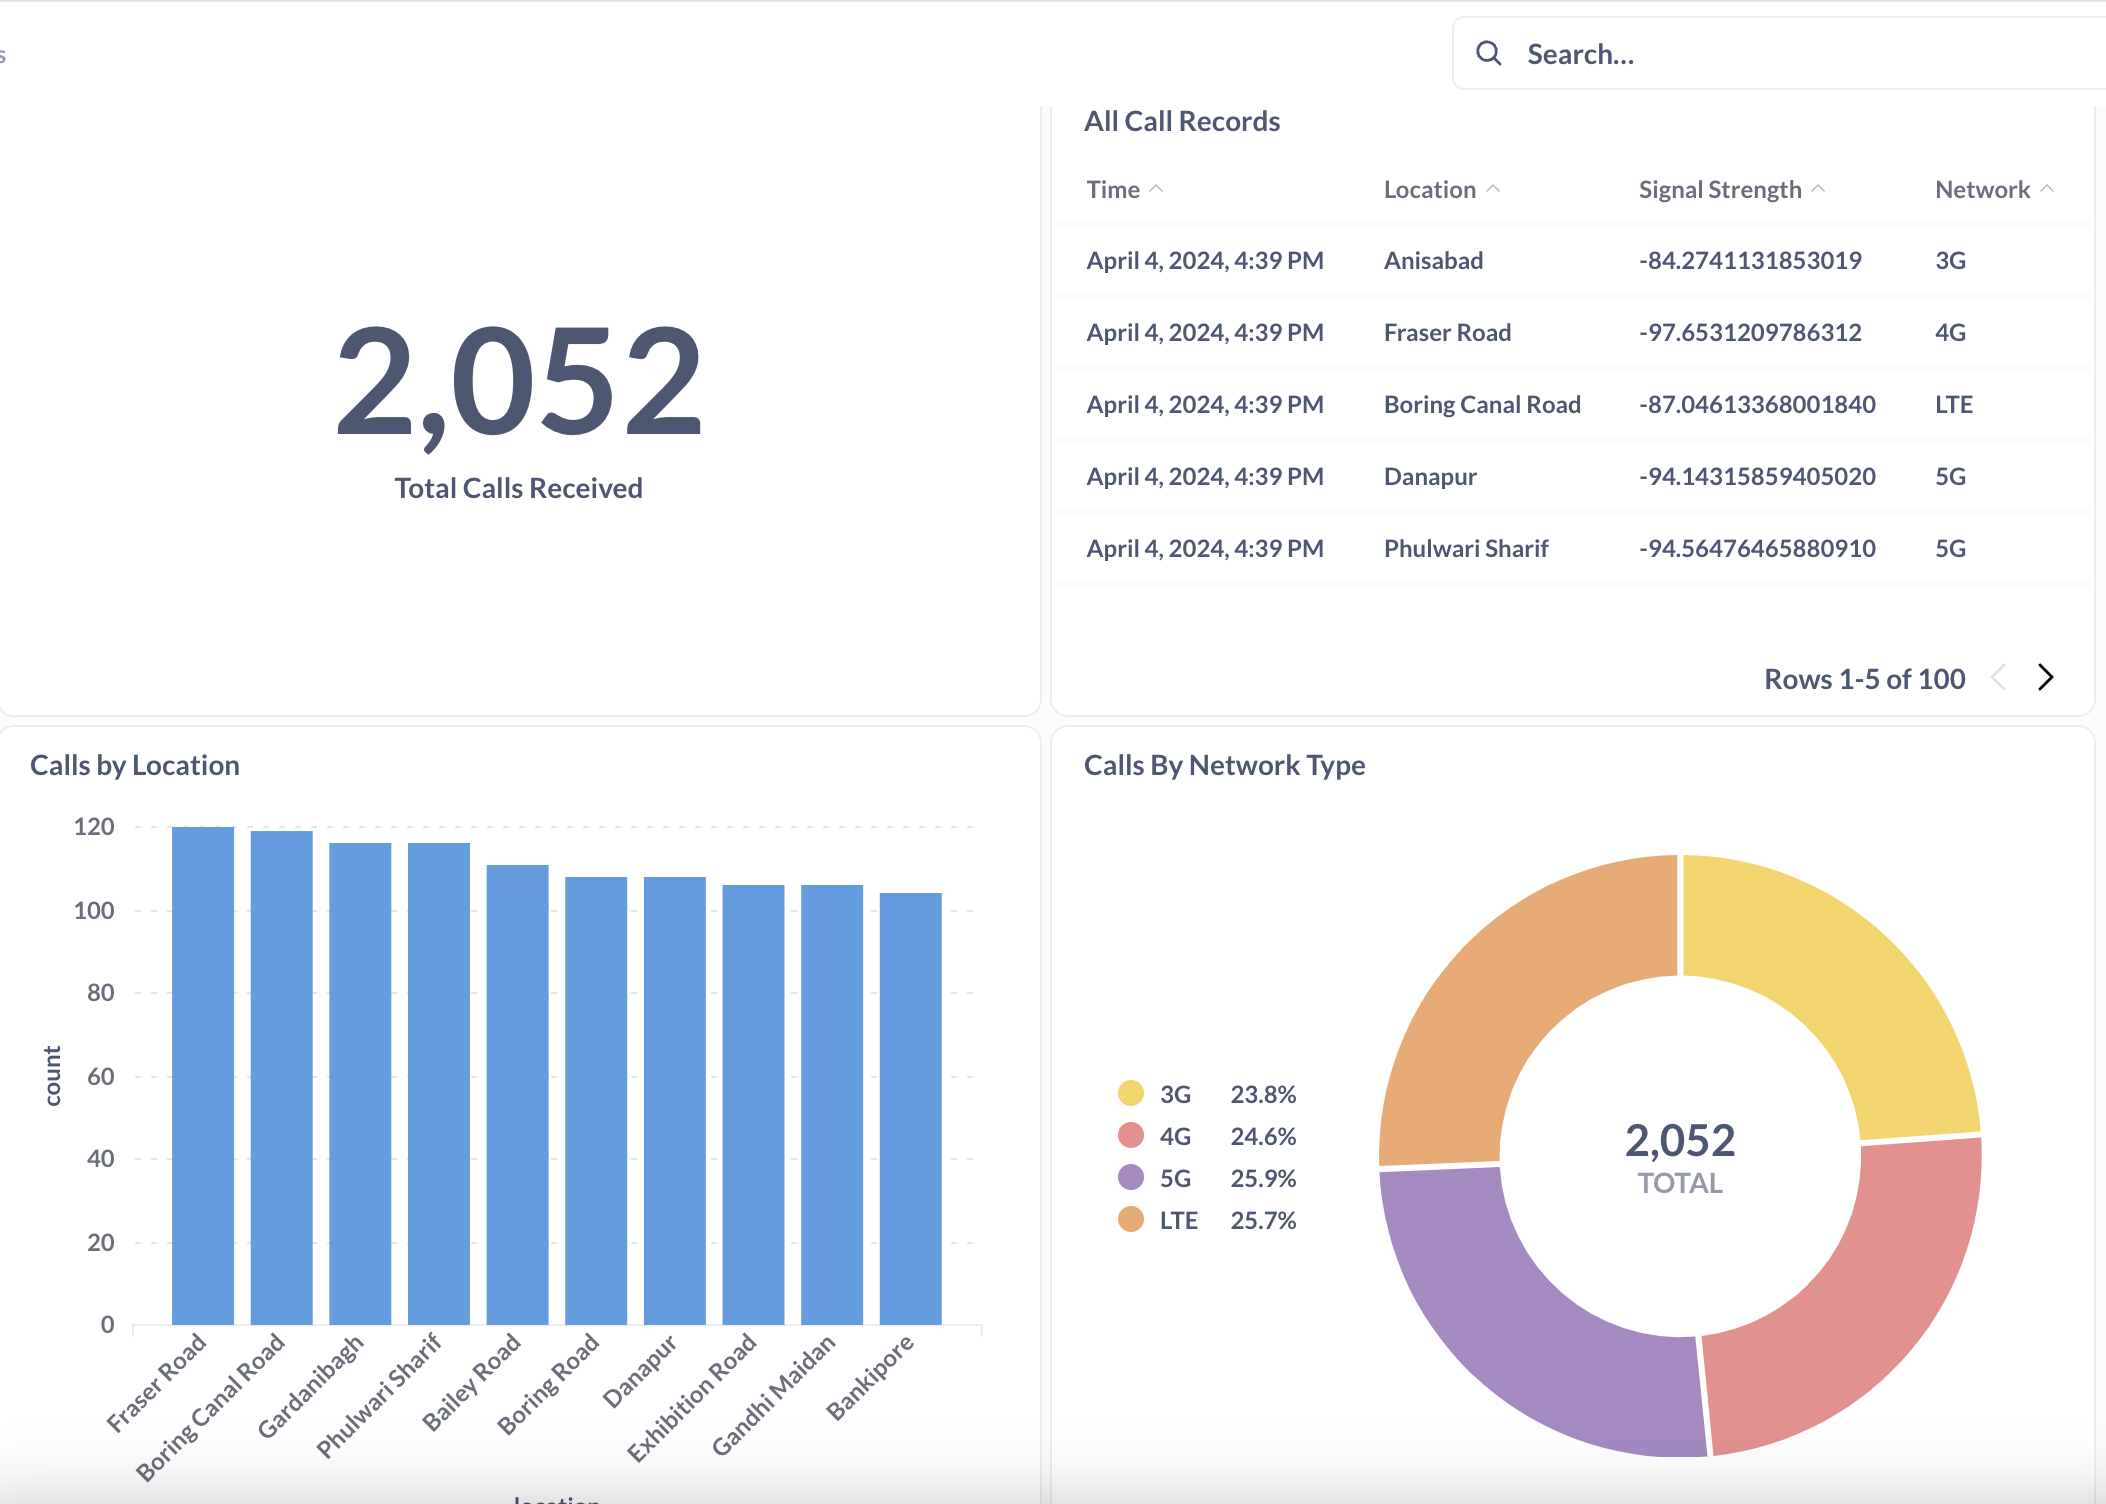 s
Search...
2,052
Total Calls Received
All Call Records
Time Location Signal Strength Network
April 4, 2024, 4:39 PM Anisabad -84.2741131853019 3G
April 4, 2024, 4:39 PM Fraser Road -97.6531209786312 4G
April 4, 2024, 4:39 PM Boring Canal Road -87.04613368001840 LTE
April 4, 2024, 4:39 PM Danapur -94.14315859405020 5G
April 4, 2024, 4:39 PM Phulwari Sharif -94.56476465880910 5G
Rows 1-5 of 100
Calls by Location
120
100
80
60
40
20
0
count
Fraser Road
Boring Canal Road
Gardanibagh
Phulwari Sharif
Bailey Road
Boring Road
Danapur
Exhibition Road
Gandhi Maidan
Bankipore
location
Calls By Network Type
3G 23.8%
4G 24.6%
5G 25.9%
LTE 25.7%
2,052
TOTAL